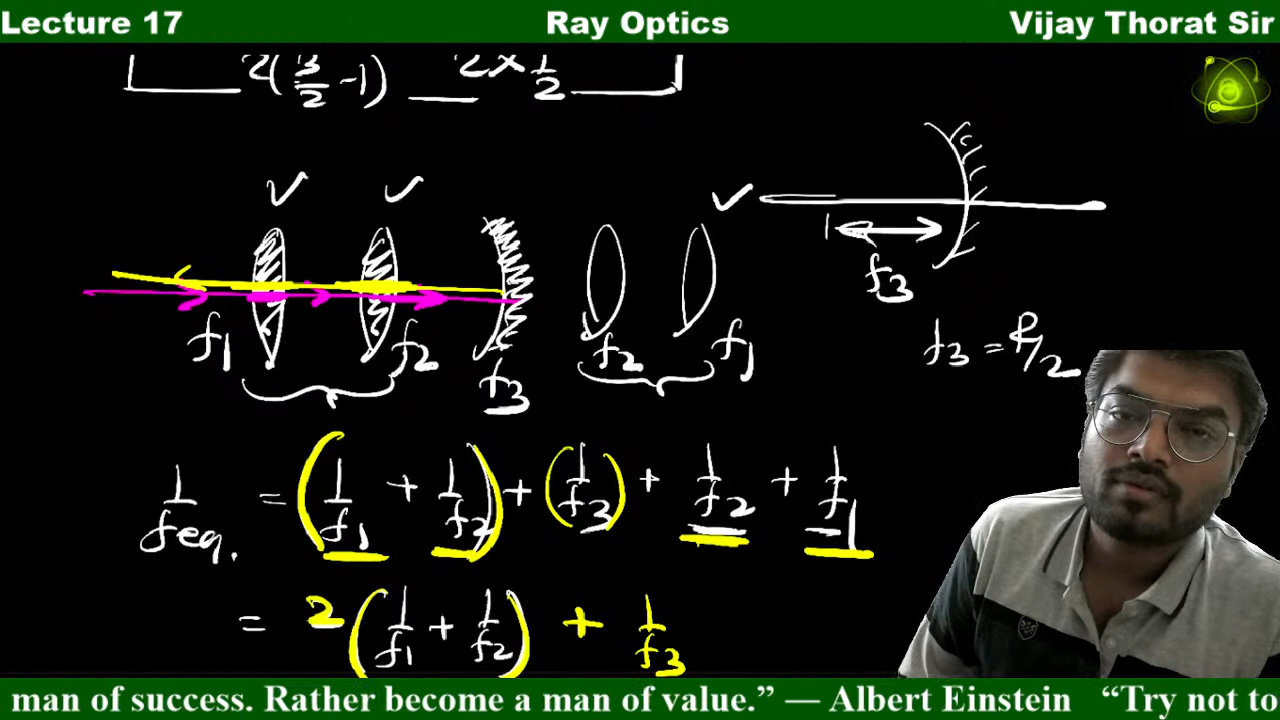 Lecture 17 Ray Optics Vijay Thorat Sir
2(3/2 -1) 2×1/2
✓ ✓ ✓
f3
f1 f2 f3 f2 f1
f3 = R/2
1/feq. = (1/f1 + 1/f2) + (1/f3) + 1/f2 + 1/f1
= 2(1/f1 + 1/f2) + 1/f3
man of success. Rather become a man of value.” — Albert Einstein “Try not to